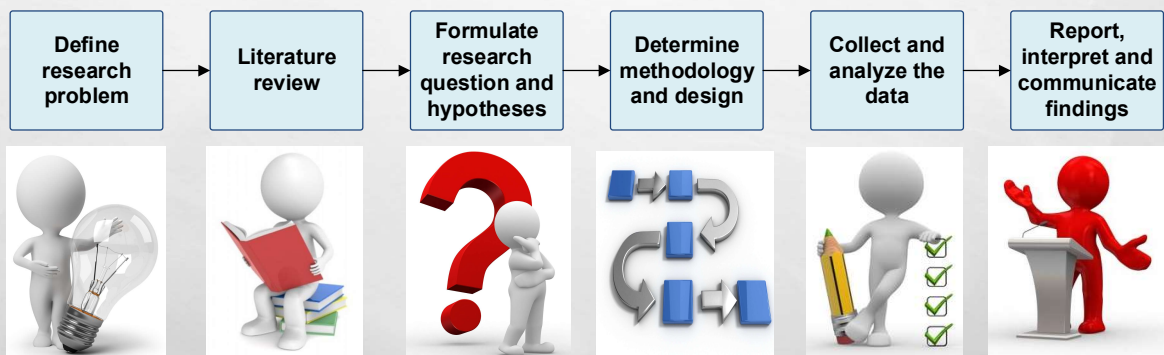 Define
research
problem
Literature
review
Formulate
research
question and
hypotheses
Determine
methodology
and design
Collect and
analyze the
data
Report,
interpret and
communicate
findings